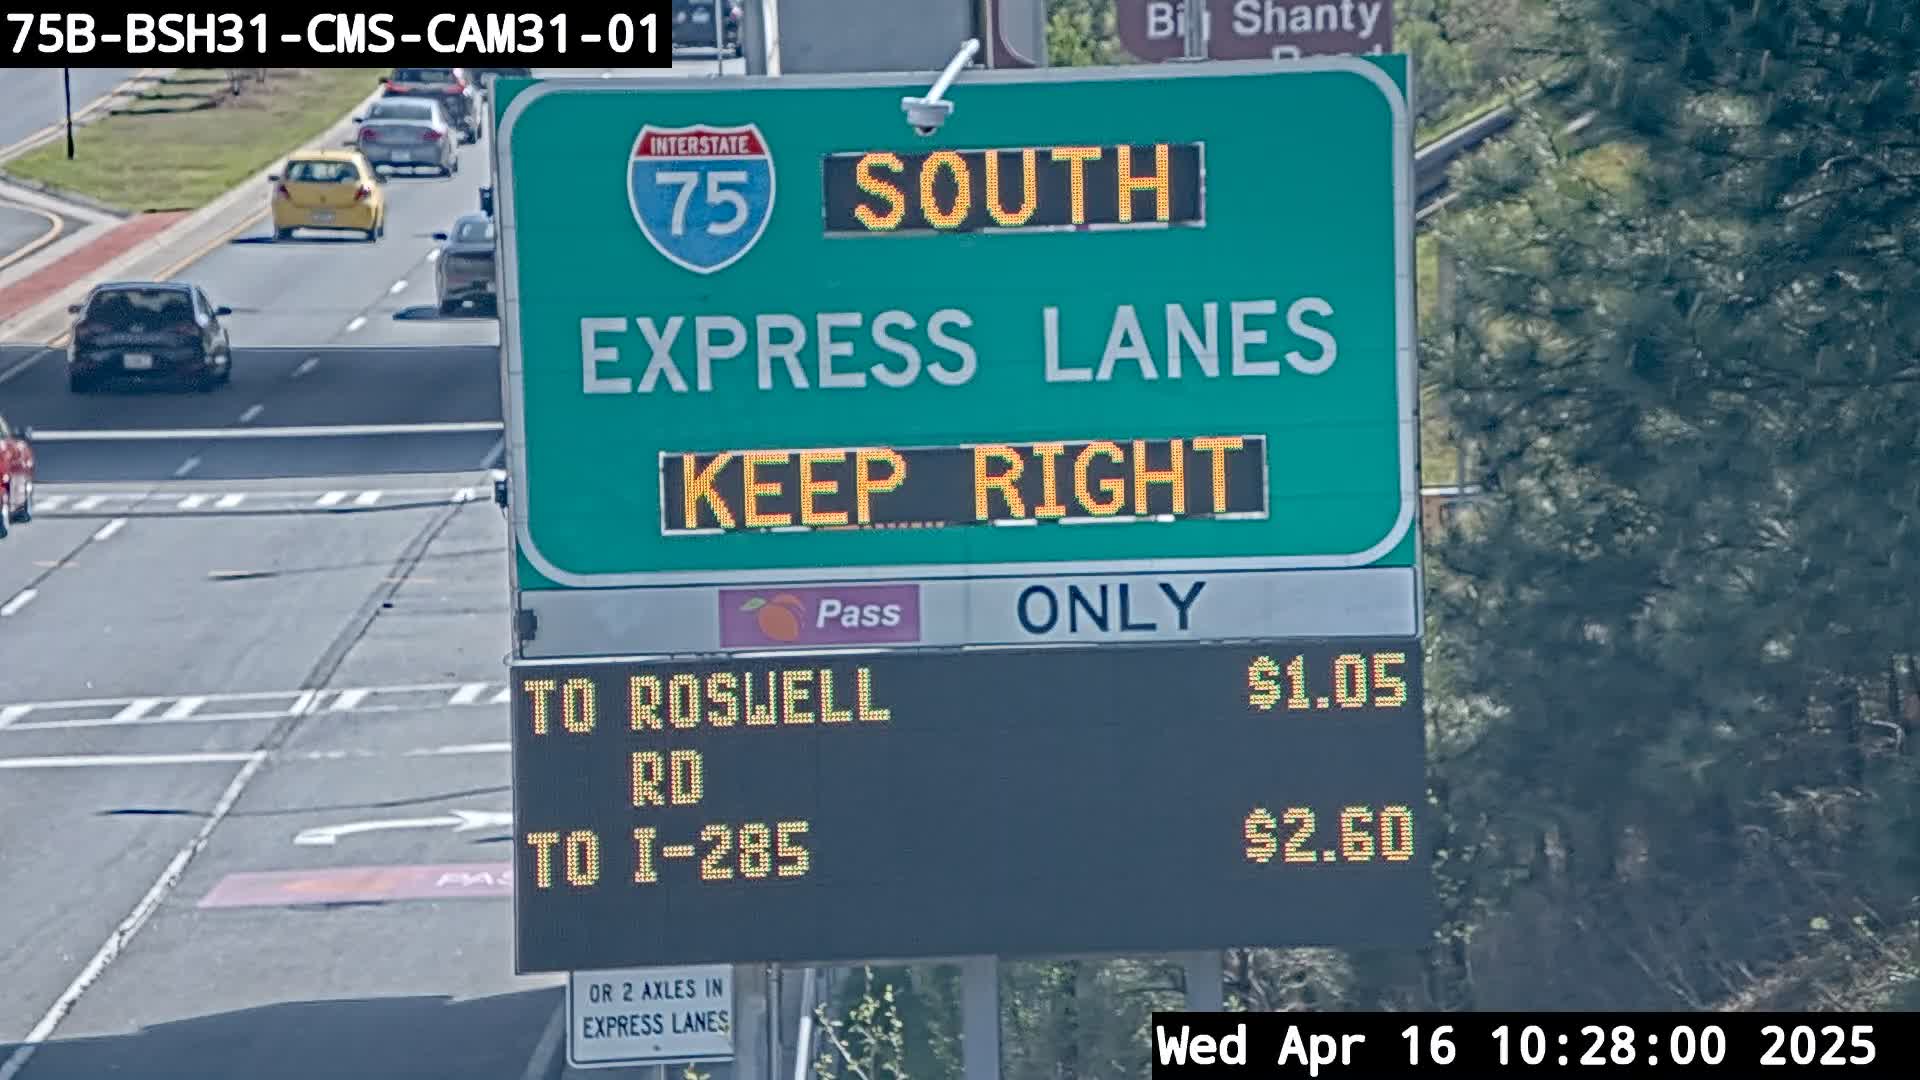 75B-BSH31-CMS-CAM31-01
Big Shanty
Road
INTERSTATE
75
SOUTH
EXPRESS LANES
KEEP RIGHT
Pass
ONLY
TO ROSWELL $1.05
RD
TO I-285 $2.60
OR 2 AXLES IN
EXPRESS LANES
Wed Apr 16 10:28:00 2025